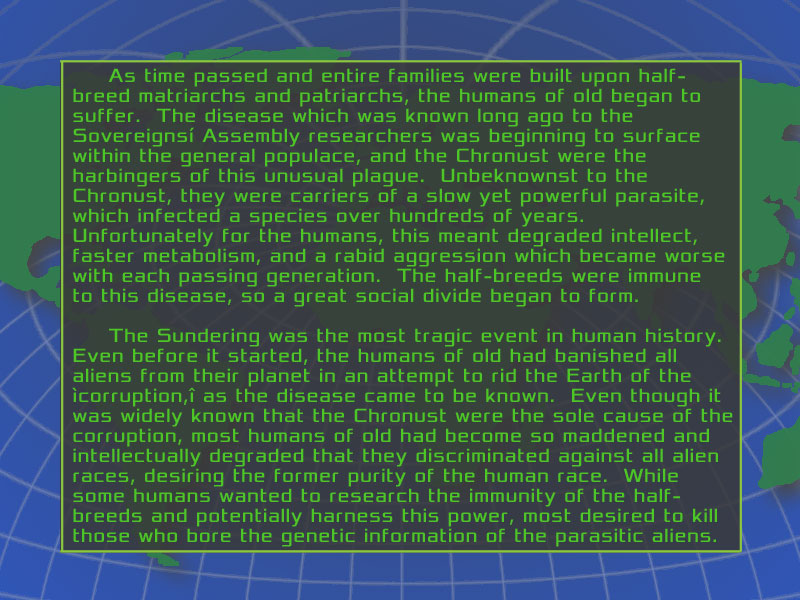 As time passed and entire families were built upon half-
breed matriarchs and patriarchs, the humans of old began to
suffer. The disease which was known long ago to the
Sovereignsí Assembly researchers was beginning to surface
within the general populace, and the Chronust were the
harbingers of this unusual plague. Unbeknownst to the
Chronust, they were carriers of a slow yet powerful parasite,
which infected a species over hundreds of years.
Unfortunately for the humans, this meant degraded intellect,
faster metabolism, and a rabid aggression which became worse
with each passing generation. The half-breeds were immune
to this disease, so a great social divide began to form.

The Sundering was the most tragic event in human history.
Even before it started, the humans of old had banished all
aliens from their planet in an attempt to rid the Earth of the
ìcorruption,î as the disease came to be known. Even though it
was widely known that the Chronust were the sole cause of the
corruption, most humans of old had become so maddened and
intellectually degraded that they discriminated against all alien
races, desiring the former purity of the human race. While
some humans wanted to research the immunity of the half-
breeds and potentially harness this power, most desired to kill
those who bore the genetic information of the parasitic aliens.